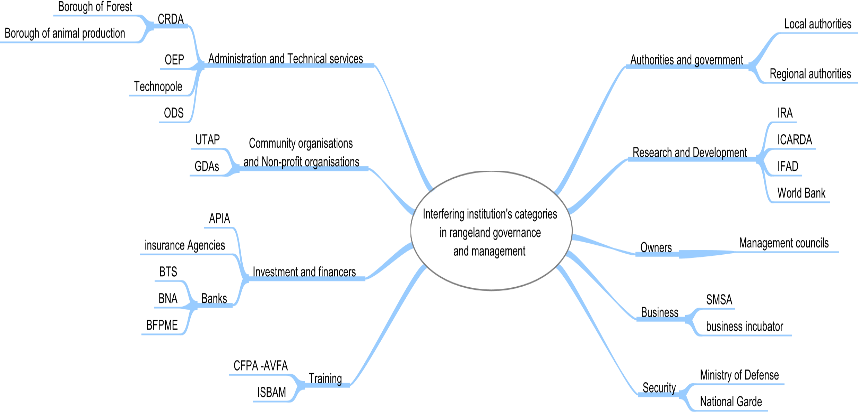 Borough of Forest
CRDA
Borough of animal production
OEP
Administration and Technical services
Technopole
ODS
UTAP
Community organisations
and Non-profit organisations
GDAs
APIA
insurance Agencies
Investment and financers
BTS
BNA
Banks
BFPME
CFPA -AVFA
Training
ISBAM
Interfering institution's categories
in rangeland governance
and management
Local authorities
Authorities and government
Regional authorities
IRA
ICARDA
Research and Development
IFAD
World Bank
Owners
Management councils
SMSA
Business
business incubator
Ministry of Defense
Security
National Garde